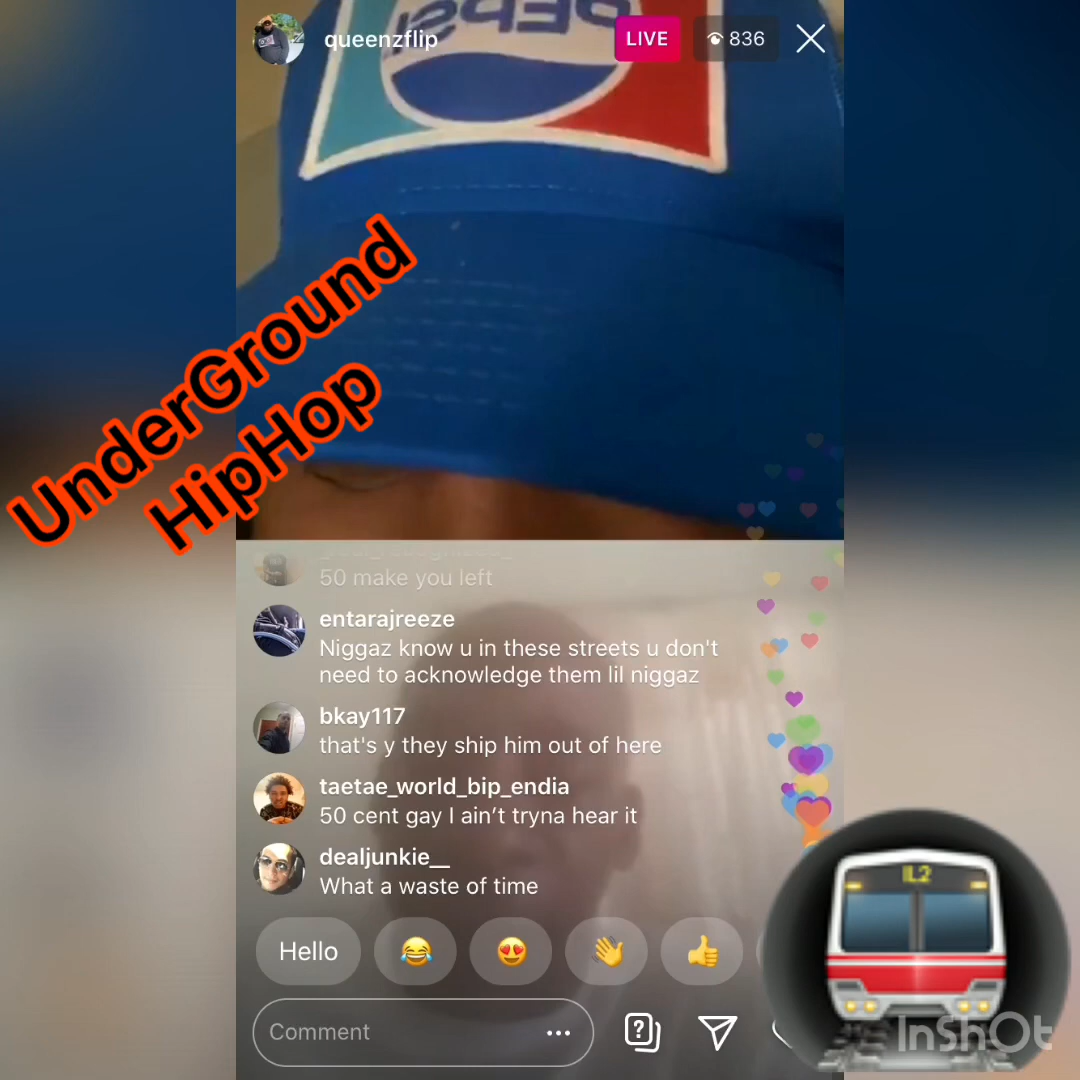 PEPSI
queenzflip
LIVE
836
UnderGround
HipHop
50 make you left
entarajreeze
Niggaz know u in these streets u don't
need to acknowledge them lil niggaz
bkay117
that's y they ship him out of here
taetae_world_bip_endia
50 cent gay I ain't tryna hear it
dealjunkie__
What a waste of time
Hello
Comment
IL2
InShOt